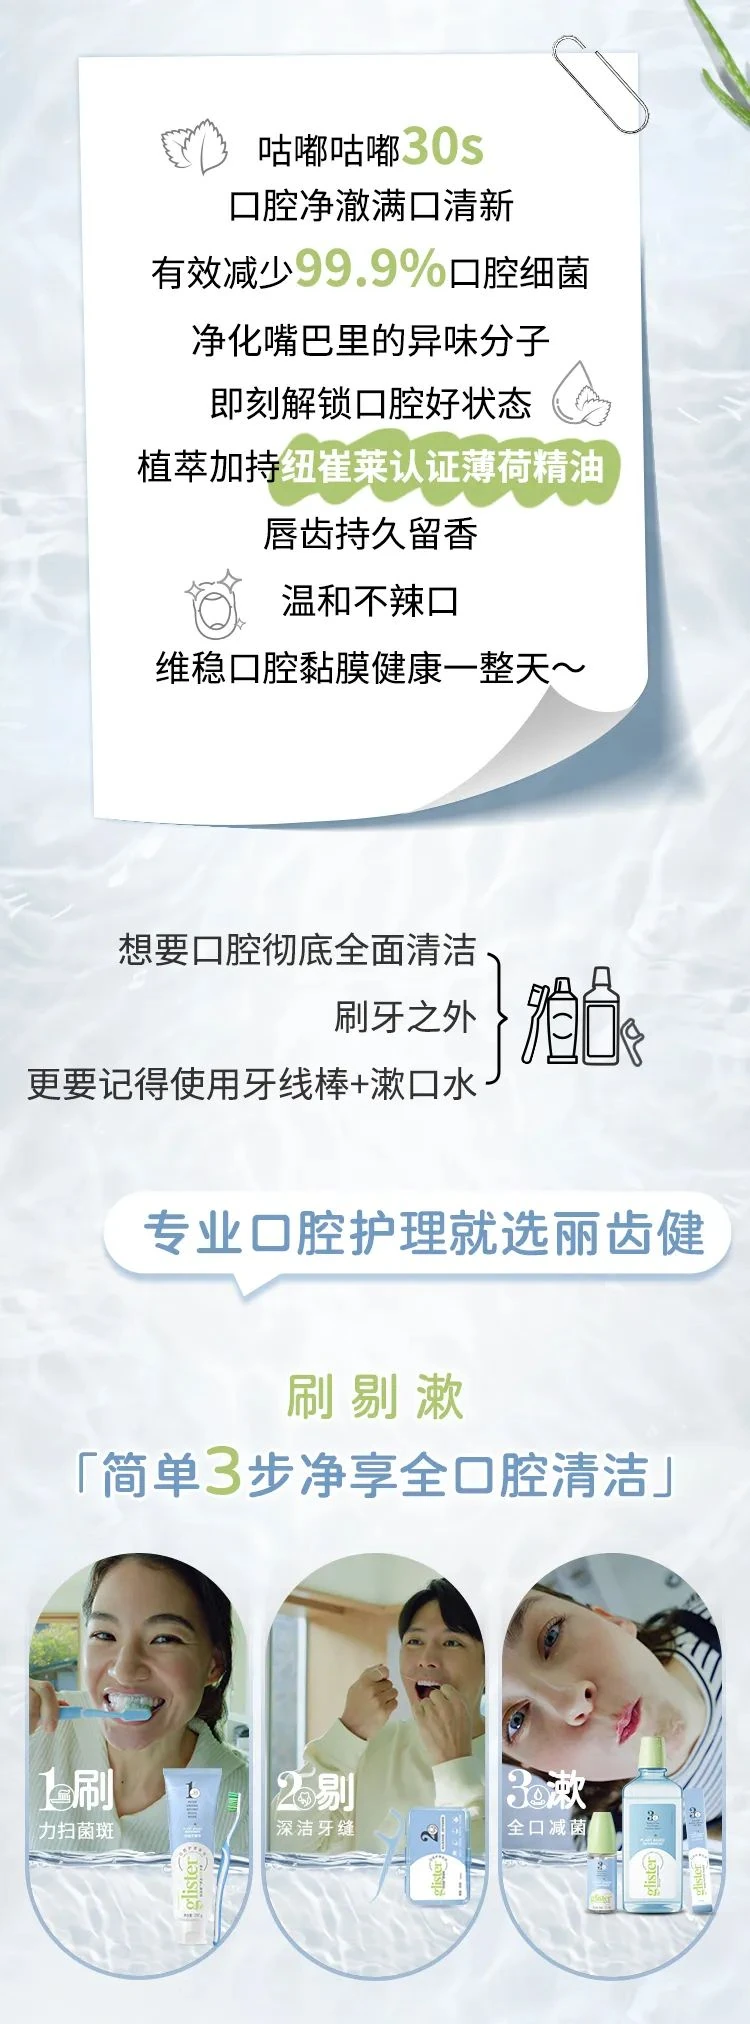 咕嘟咕嘟30s
口腔净澈满口清新
有效减少99.9%口腔细菌
净化嘴巴里的异味分子
即刻解锁口腔好状态
植萃加持纽崔莱认证薄荷精油
唇齿持久留香
温和不辣口
维稳口腔黏膜健康一整天～
想要口腔彻底全面清洁
刷牙之外
更要记得使用牙线棒+漱口水
专业口腔护理就选丽齿健
刷剔漱
「简单3步净享全口腔清洁」
1刷
力扫菌斑
2剔
深洁牙缝
3漱
全口减菌
1
glister
2
glister
3
glister
3
glister
3
glister